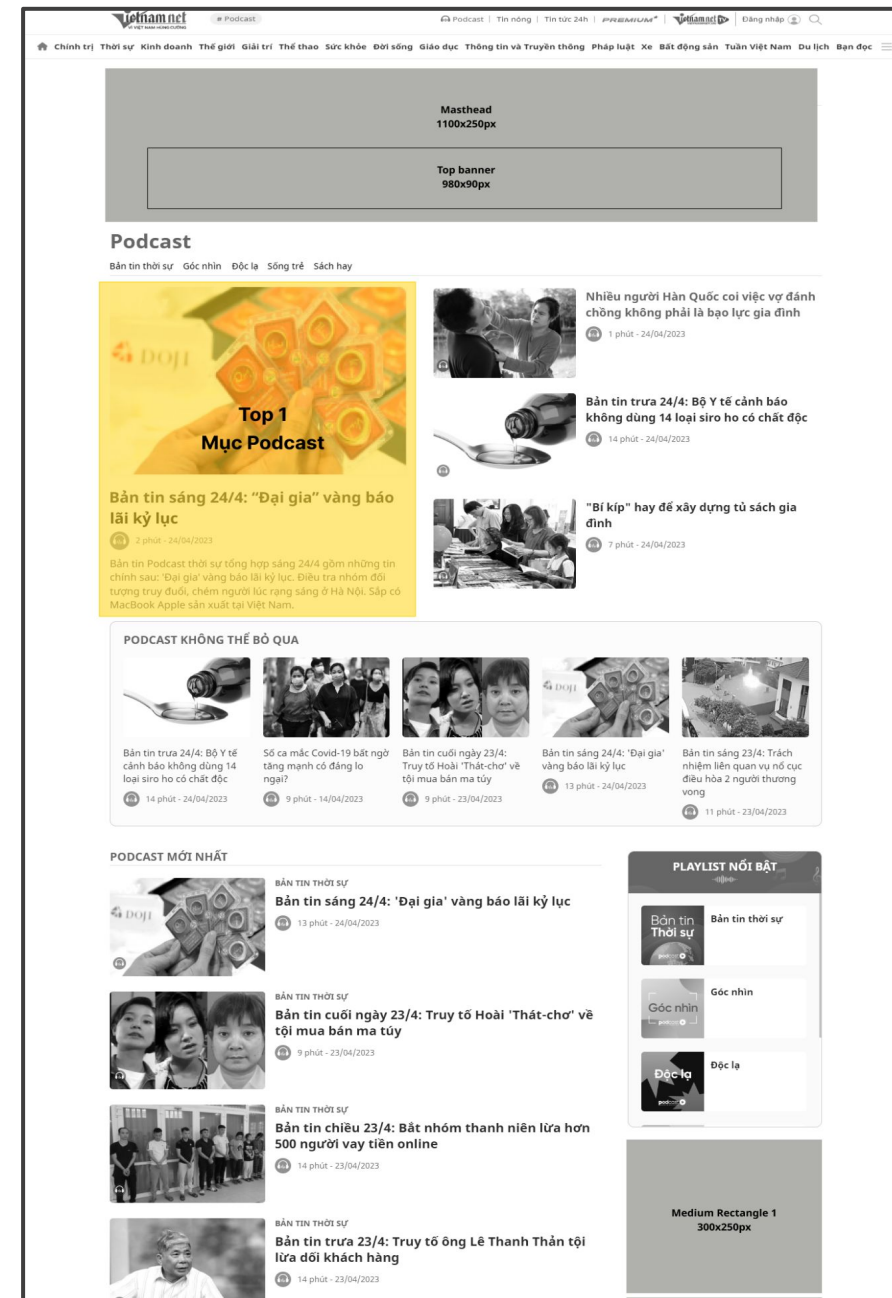 Vietnamnet
VÌ VIỆT NAM HÙNG CƯỜNG
# Podcast
Podcast | Tin nóng | Tin tức 24h | PREMIUM | Vietnamnet | Đăng nhập
Chính trị Thời sự Kinh doanh Thế giới Giải trí Thể thao Sức khỏe Đời sống Giáo dục Thông tin và Truyền thông Pháp luật Xe Bất động sản Tuần Việt Nam Du lịch Bạn đọc
Masthead
1100x250px
Top banner
980x90px
Podcast
Bản tin thời sự Góc nhìn Độc lạ Sống trẻ Sách hay
DOJI
Top 1
Mục Podcast
Bản tin sáng 24/4: “Đại gia” vàng báo
lãi kỷ lục
2 phút - 24/04/2023
Bản tin Podcast thời sự tổng hợp sáng 24/4 gồm những tin
chính sau: 'Đại gia' vàng báo lãi kỷ lục. Điều tra nhóm đối
tượng truy đuổi, chém người lúc rạng sáng ở Hà Nội. Sắp có
MacBook Apple sản xuất tại Việt Nam.
Nhiều người Hàn Quốc coi việc vợ đánh
chồng không phải là bạo lực gia đình
1 phút - 24/04/2023
Bản tin trưa 24/4: Bộ Y tế cảnh báo
không dùng 14 loại siro ho có chất độc
14 phút - 24/04/2023
"Bí kíp" hay để xây dựng tủ sách gia
đình
7 phút - 24/04/2023
PODCAST KHÔNG THỂ BỎ QUA
Bản tin trưa 24/4: Bộ Y tế
cảnh báo không dùng 14
loại siro ho có chất độc
14 phút - 24/04/2023
Số ca mắc Covid-19 bất ngờ
tăng mạnh có đáng lo
ngại?
9 phút - 14/04/2023
Bản tin cuối ngày 23/4:
Truy tố Hoài 'Thát-chơ' về
tội mua bán ma túy
9 phút - 23/04/2023
DOJI
Bản tin sáng 24/4: 'Đại gia'
vàng báo lãi kỷ lục
13 phút - 24/04/2023
Bản tin sáng 23/4: Trách
nhiệm liên quan vụ nổ cục
điều hòa 2 người thương
vong
11 phút - 23/04/2023
PODCAST MỚI NHẤT
DOJI
BẢN TIN THỜI SỰ
Bản tin sáng 24/4: 'Đại gia' vàng báo lãi kỷ lục
13 phút - 24/04/2023
BẢN TIN THỜI SỰ
Bản tin cuối ngày 23/4: Truy tố Hoài 'Thát-chơ' về
tội mua bán ma túy
9 phút - 23/04/2023
BẢN TIN THỜI SỰ
Bản tin chiều 23/4: Bắt nhóm thanh niên lừa hơn
500 người vay tiền online
14 phút - 23/04/2023
BẢN TIN THỜI SỰ
Bản tin trưa 23/4: Truy tố ông Lê Thanh Thản tội
lừa dối khách hàng
14 phút - 23/04/2023
PLAYLIST NỔI BẬT
Bản tin
Thời sự
podcast
Bản tin thời sự
Góc nhìn
podcast
Góc nhìn
Độc lạ
podcast
Độc lạ
Medium Rectangle 1
300x250px